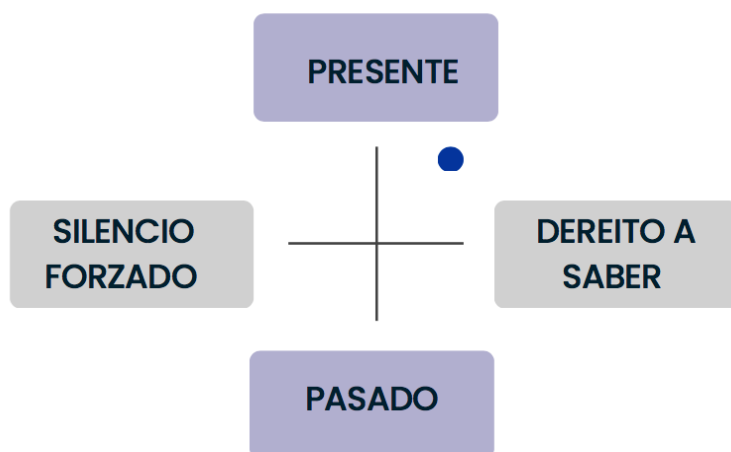 PRESENTE
SILENCIO
FORZADO
DEREITO A
SABER
PASADO